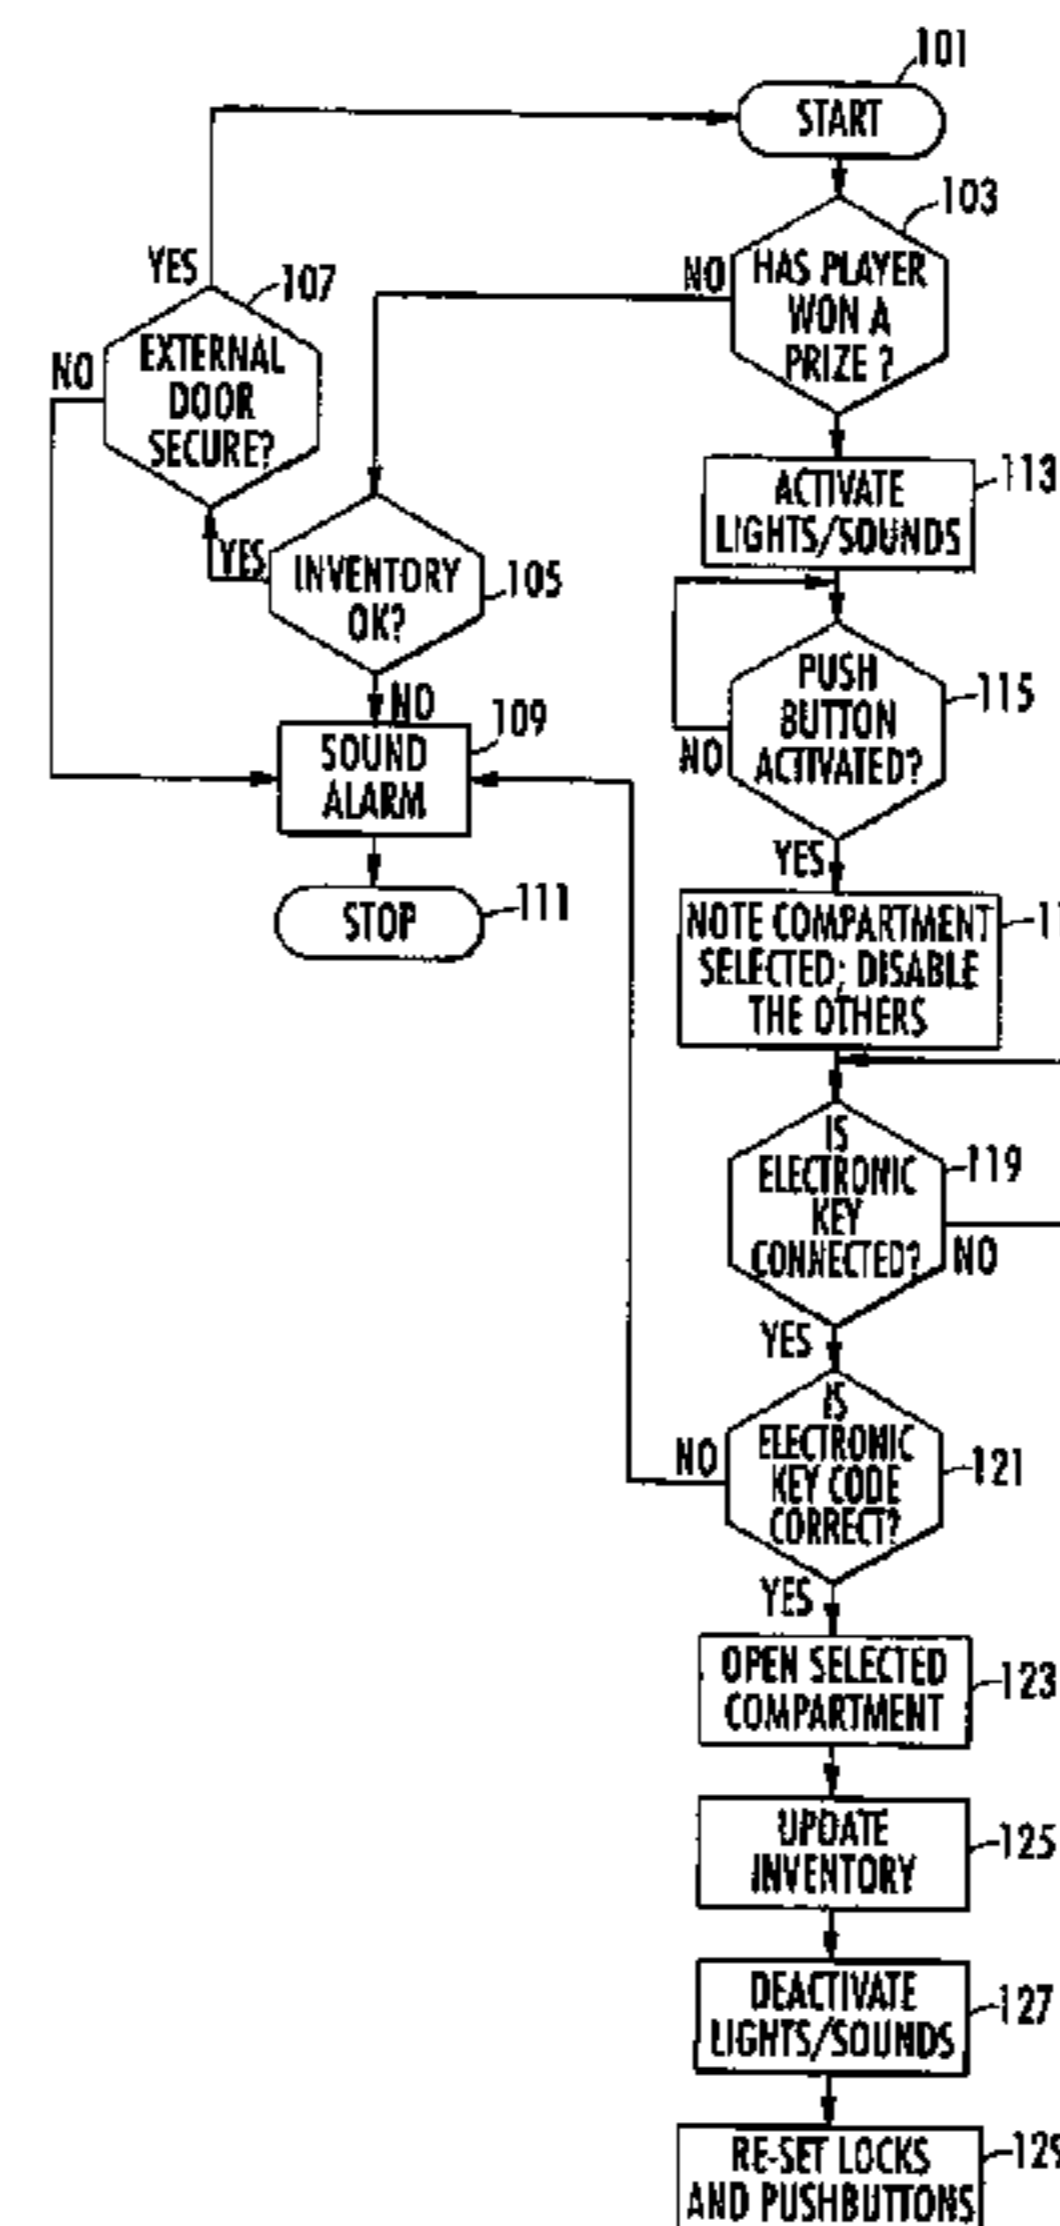 101
START
103
HAS PLAYER
WON A
PRIZE ?
NO
YES
107
EXTERNAL
DOOR
SECURE?
NO
YES
INVENTORY
OK?
105
NO
109
SOUND
ALARM
STOP
111
113
ACTIVATE
LIGHTS/SOUNDS
PUSH
BUTTON
ACTIVATED?
115
NO
YES
NOTE COMPARTMENT
SELECTED; DISABLE
THE OTHERS
IS
ELECTRONIC
KEY
CONNECTED?
119
NO
YES
IS
ELECTRONIC
KEY CODE
CORRECT?
121
NO
YES
OPEN SELECTED
COMPARTMENT
123
UPDATE
INVENTORY
125
DEACTIVATE
LIGHTS/SOUNDS
127
RE-SET LOCKS
AND PUSHBUTTONS
129